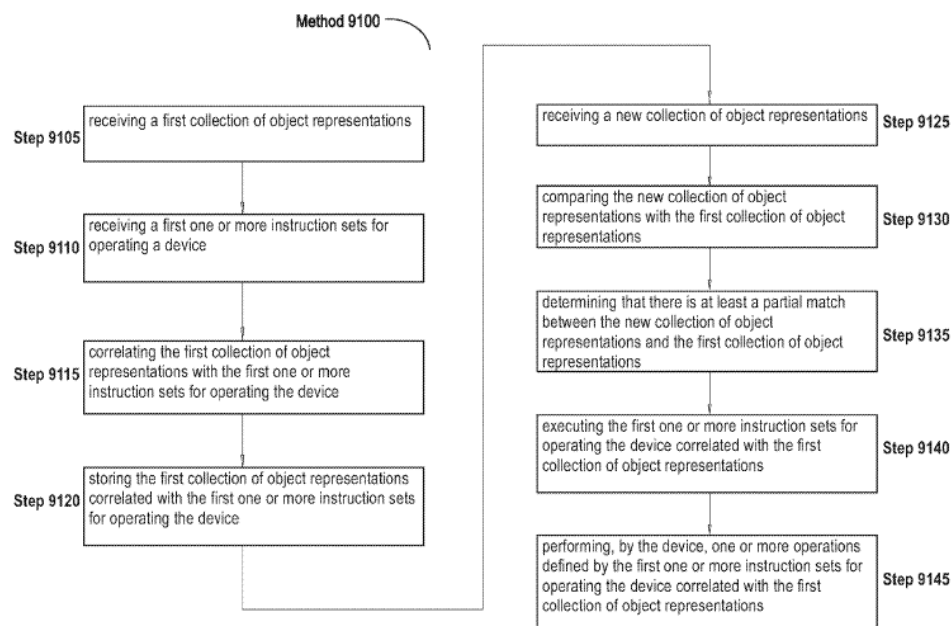 Method 9100
Step 9105
receiving a first collection of object representations
Step 9110
receiving a first one or more instruction sets for
operating a device
Step 9115
correlating the first collection of object
representations with the first one or more
instruction sets for operating the device
Step 9120
storing the first collection of object representations
correlated with the first one or more instruction sets
for operating the device
receiving a new collection of object representations
Step 9125
comparing the new collection of object
representations with the first collection of object
representations
Step 9130
determining that there is at least a partial match
between the new collection of object
representations and the first collection of object
representations
Step 9135
executing the first one or more instruction sets for
operating the device correlated with the first
collection of object representations
Step 9140
performing, by the device, one or more operations
defined by the first one or more instruction sets for
operating the device correlated with the first
collection of object representations
Step 9145